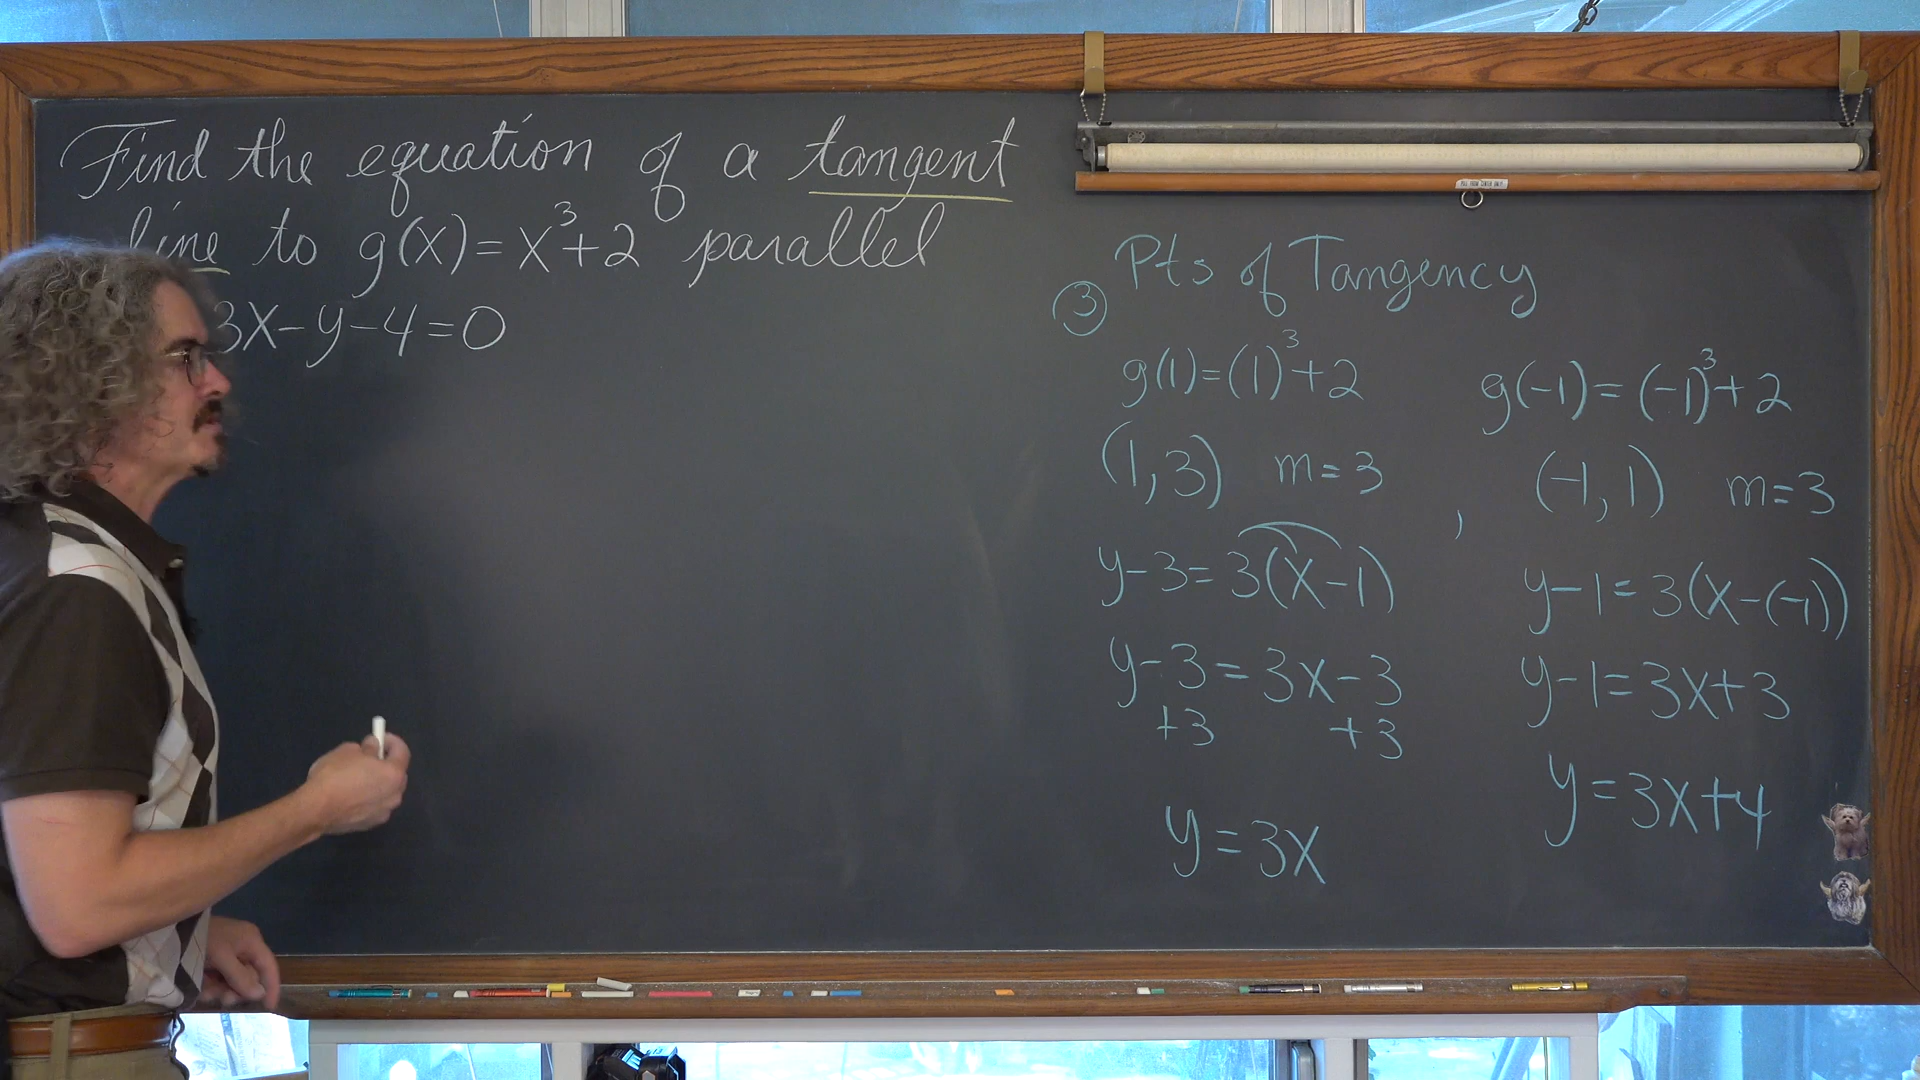 Find the equation of a tangent
line to g(x) = x³+2 parallel
3x-y-4=0
③ Pts of Tangency
g(1)=(1)³+2
(1,3) m=3
y-3=3(x-1)
y-3=3x-3
+3 +3
y=3x
,
g(-1)=(-1)³+2
(-1,1) m=3
y-1=3(x-(-1))
y-1=3x+3
y=3x+4